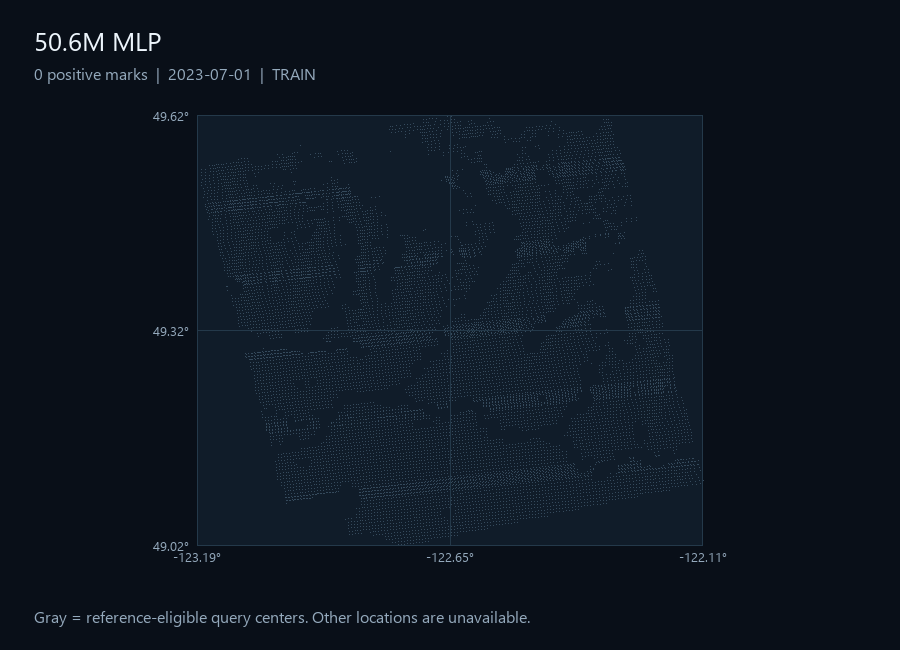 50.6M MLP
0 positive marks | 2023-07-01 | TRAIN
49.62°
49.32°
49.02°
-123.19°
-122.65°
-122.11°
Gray = reference-eligible query centers. Other locations are unavailable.